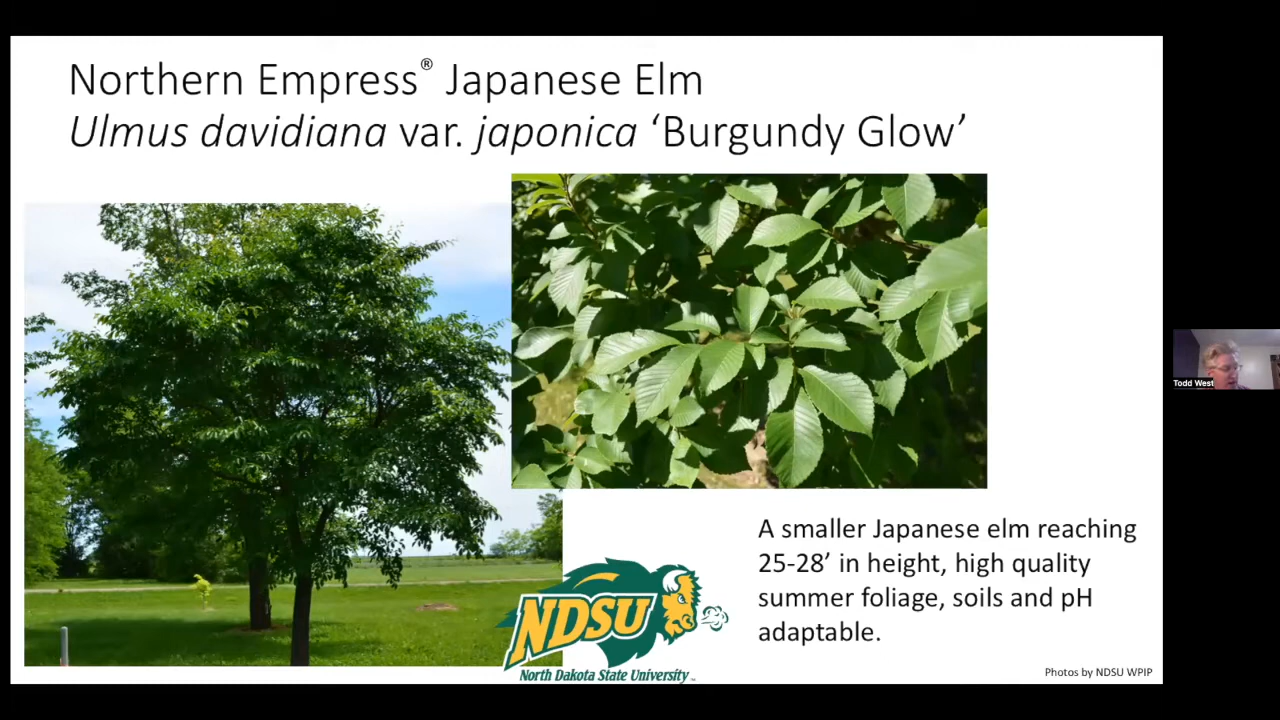 Northern Empress® Japanese Elm
Ulmus davidiana var. japonica ‘Burgundy Glow’
A smaller Japanese elm reaching
25-28’ in height, high quality
summer foliage, soils and pH
adaptable.
NDSU
North Dakota State University™
Photos by NDSU WPIP
Todd West